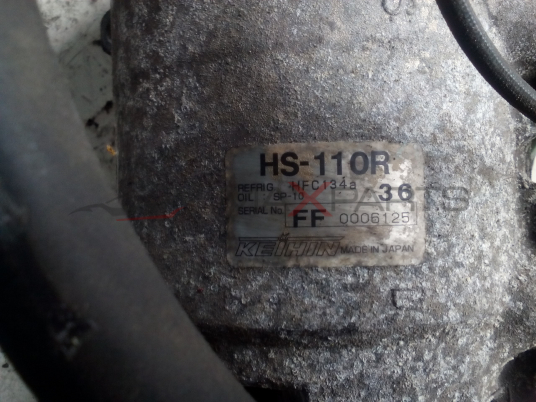 HS-110R
REFRIG HFC134a 36
OIL SP-10
SERIAL No. FF 0006125
KEIHIN MADE IN JAPAN